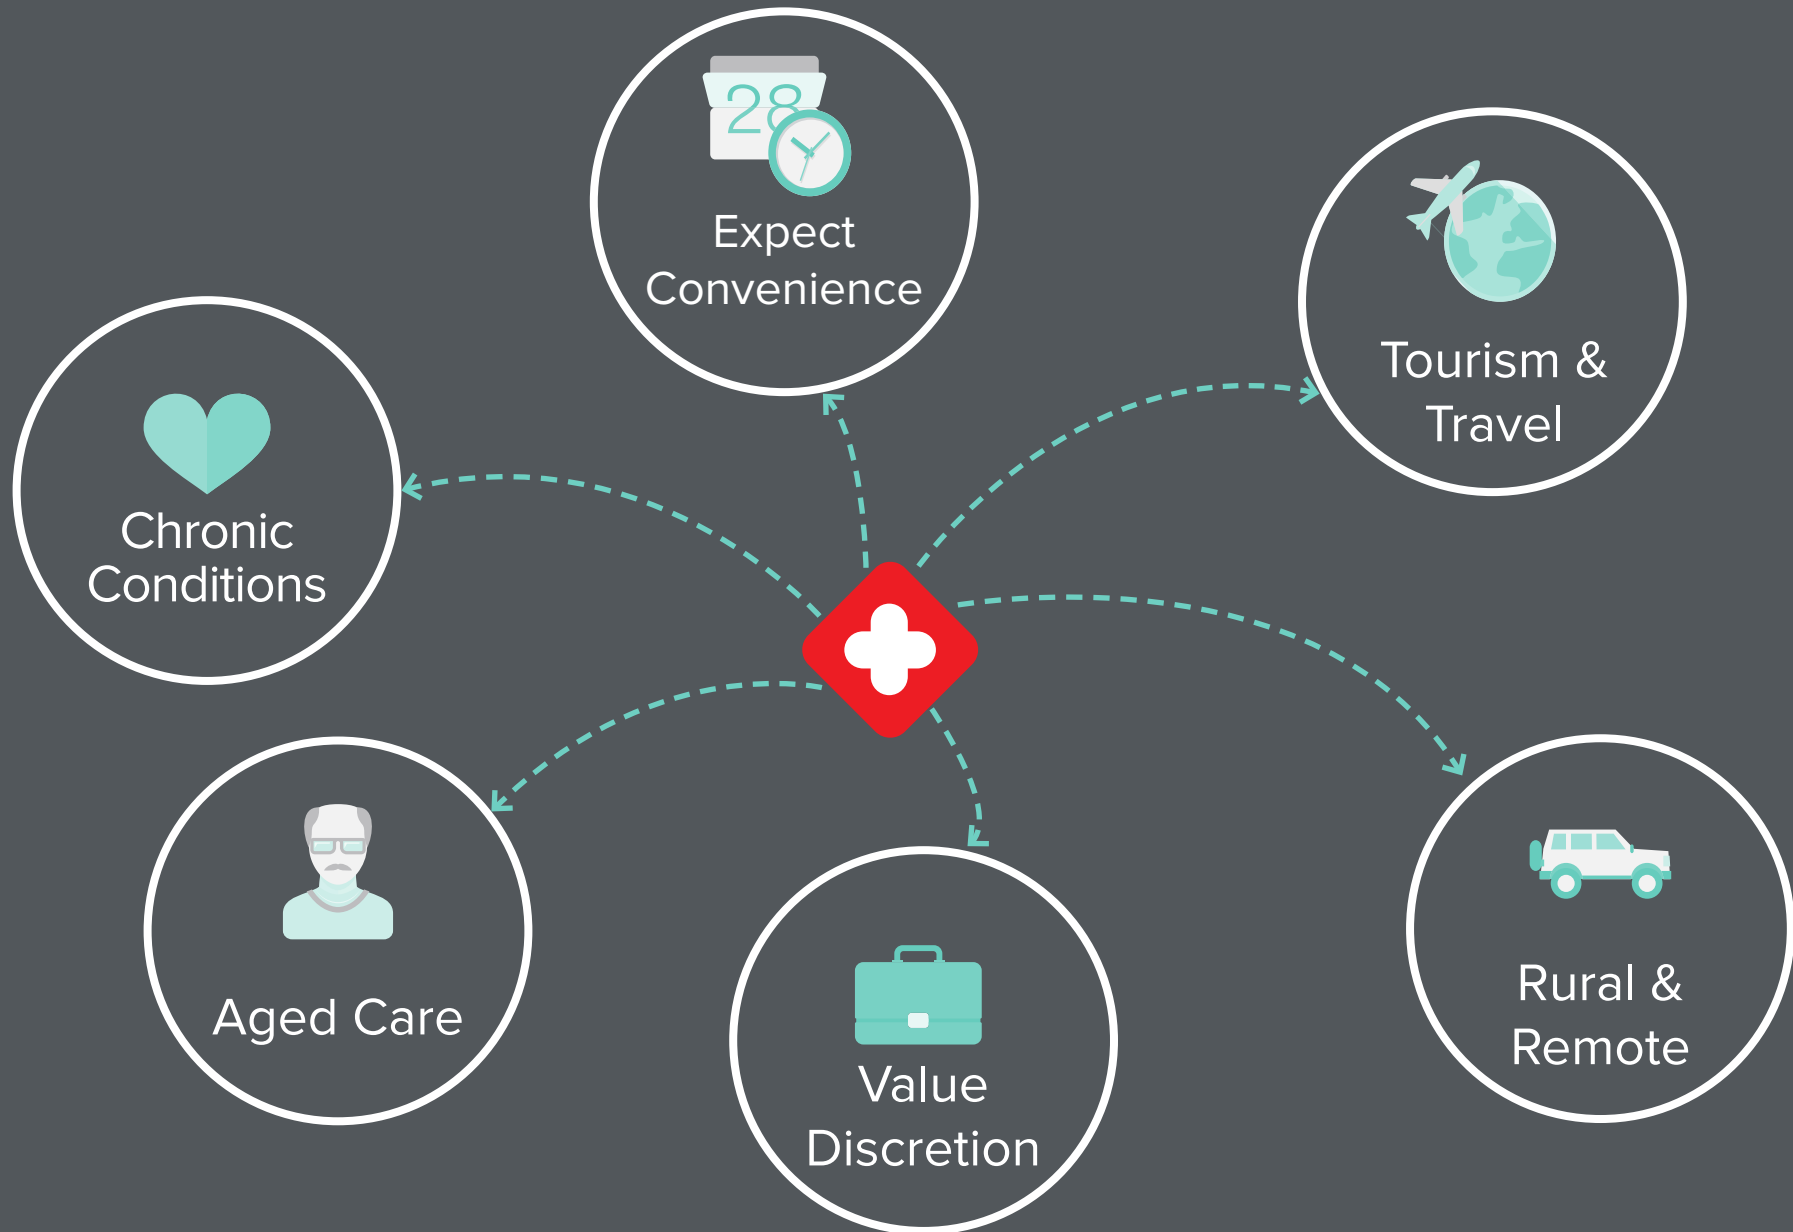 28
Expect
Convenience
Tourism &
Travel
Chronic
Conditions
Aged Care
Value
Discretion
Rural &
Remote